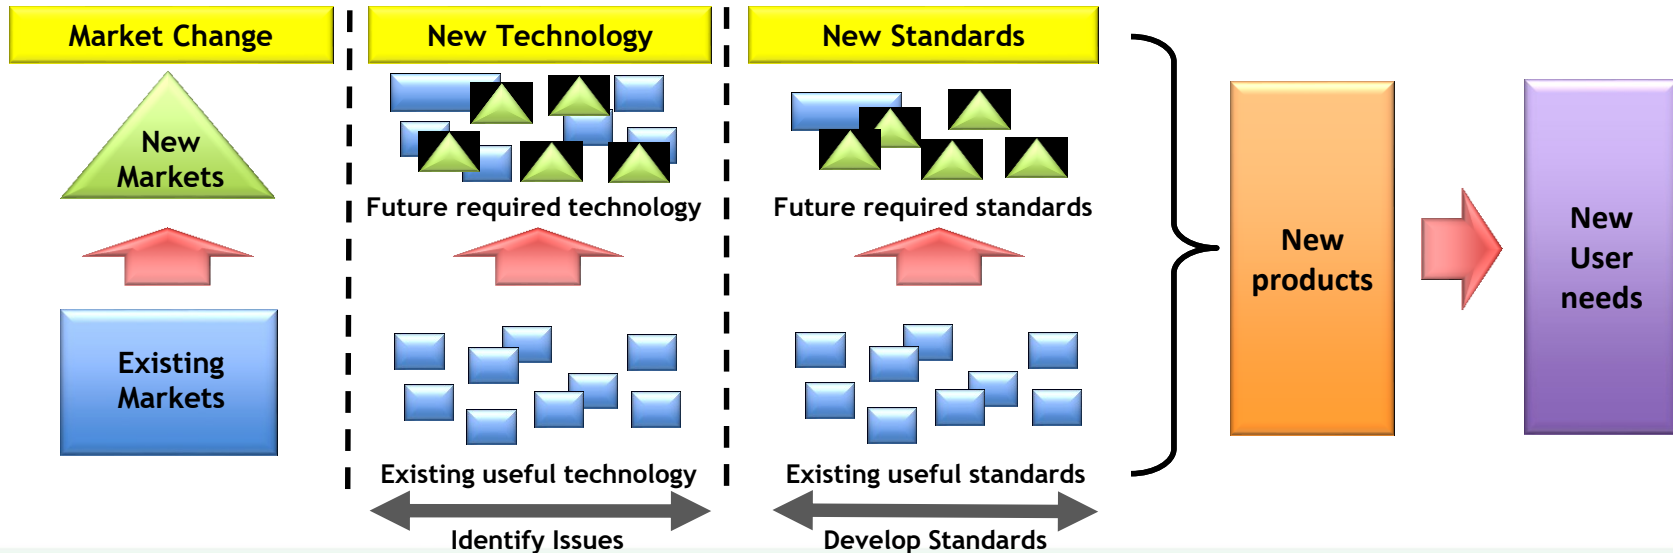 Market Change
New
Markets
Existing
Markets
New Technology
Future required technology
Existing useful technology
Identify Issues
New Standards
Future required standards
Existing useful standards
Develop Standards
New
products
New
User
needs